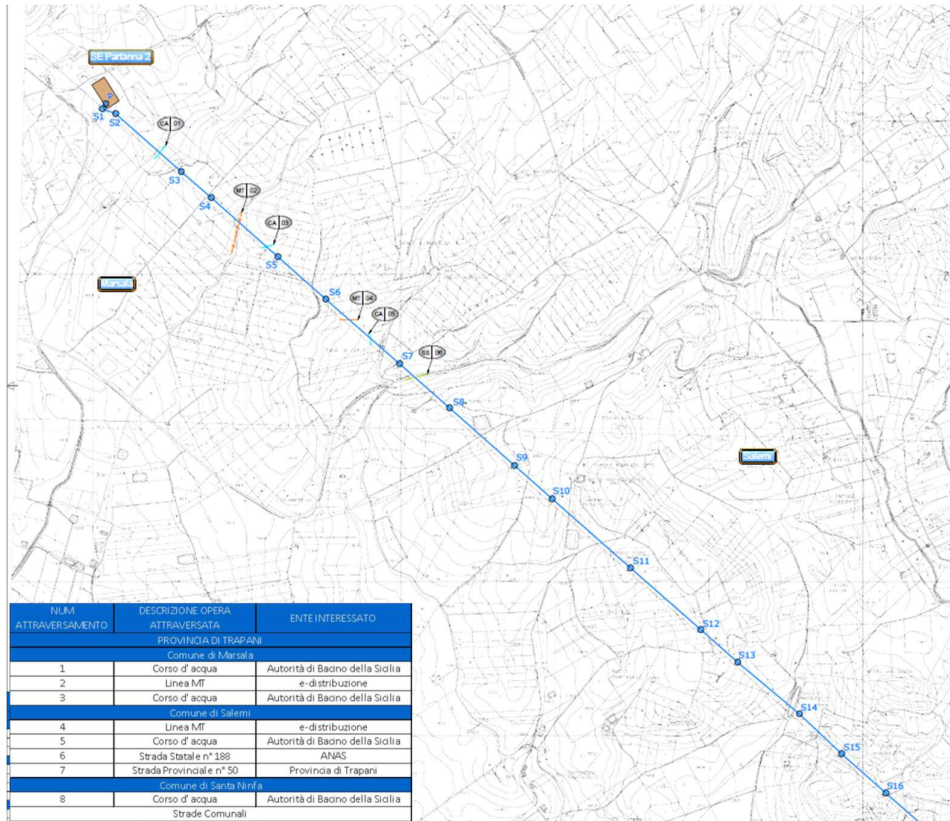 SE Partanna 2
P
S1
S2
CA 01
S3
MT 02
S4
CA 03
S5
Marsala
S6
MT 04
CA 05
S7
SS 06
S8
S9
Salemi
S10
S11
S12
S13
S14
S15
S16
NUM ATTRAVERSAMENTO DESCRIZIONE OPERA ATTRAVERSATA ENTE INTERESSATO
PROVINCIA DI TRAPANI
Comune di Marsala
1 Corso d'acqua Autorità di Bacino della Sicilia
2 Linea MT e-distribuzione
3 Corso d'acqua Autorità di Bacino della Sicilia
Comune di Salemi
4 Linea MT e-distribuzione
5 Corso d'acqua Autorità di Bacino della Sicilia
6 Strada Statale n° 188 ANAS
7 Strada Provinciale n° 50 Provincia di Trapani
Comune di Santa Ninfa
8 Corso d'acqua Autorità di Bacino della Sicilia
Strade Comunali